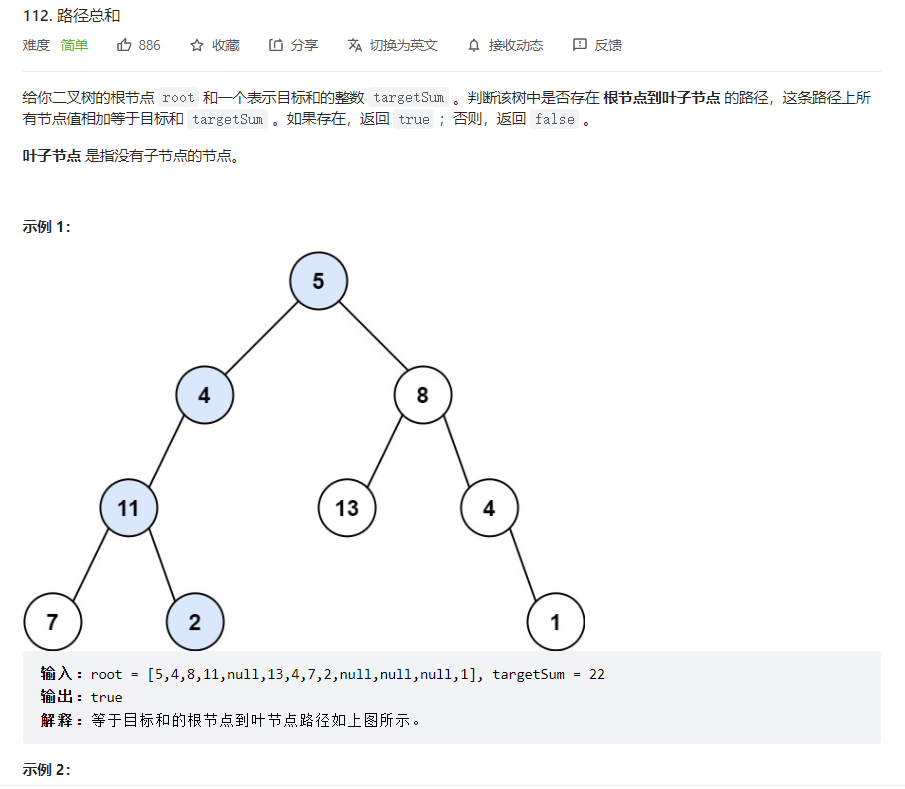 112. 路径总和
难度 简单 886 收藏 分享 切换为英文 接收动态 反馈
给你二叉树的根节点 root 和一个表示目标和的整数 targetSum 。判断该树中是否存在 根节点到叶子节点 的路径，这条路径上所
有节点值相加等于目标和 targetSum 。如果存在，返回 true ；否则，返回 false 。
叶子节点 是指没有子节点的节点。
示例 1：
5
4 8
11 13 4
7 2 1
输入：root = [5,4,8,11,null,13,4,7,2,null,null,null,1], targetSum = 22
输出：true
解释：等于目标和的根节点到叶节点路径如上图所示。
示例 2：